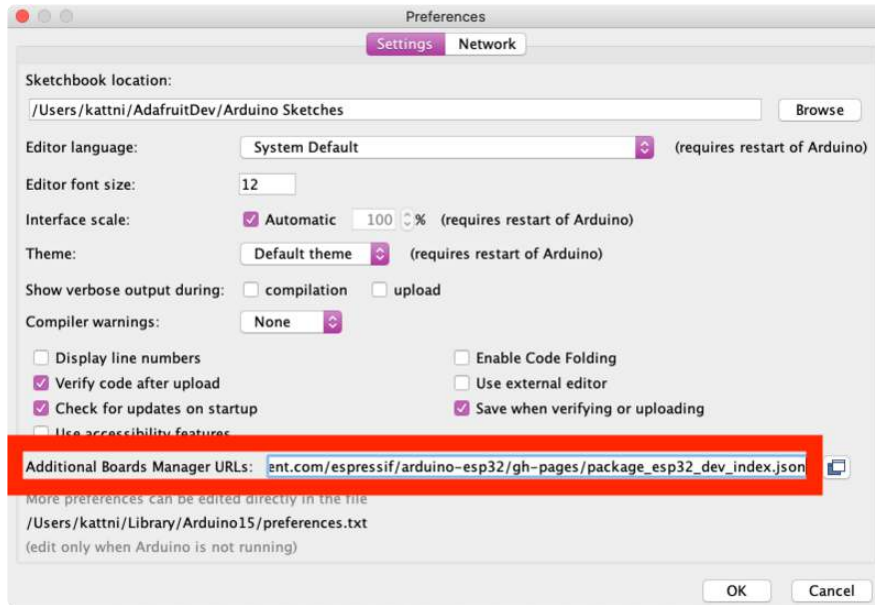 Preferences
Settings Network
Sketchbook location:
/Users/kattni/AdafruitDev/Arduino Sketches Browse
Editor language: System Default (requires restart of Arduino)
Editor font size: 12
Interface scale: Automatic 100 % (requires restart of Arduino)
Theme: Default theme (requires restart of Arduino)
Show verbose output during: compilation upload
Compiler warnings: None
Display line numbers Enable Code Folding
Verify code after upload Use external editor
Check for updates on startup Save when verifying or uploading
Use accessibility features
Additional Boards Manager URLs: ent.com/espressif/arduino-esp32/gh-pages/package_esp32_dev_index.json
More preferences can be edited directly in the file
/Users/kattni/Library/Arduino15/preferences.txt
(edit only when Arduino is not running)
OK Cancel